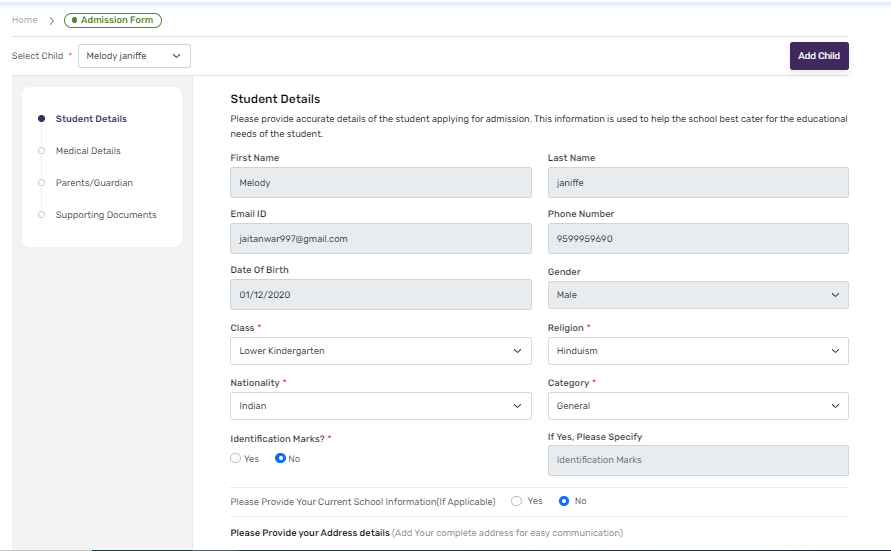 Home > Admission Form
Select Child * Melody janiffe
Add Child
Student Details
Medical Details
Parents/Guardian
Supporting Documents
Student Details
Please provide accurate details of the student applying for admission. This information is used to help the school best cater for the educational
needs of the student.
First Name
Last Name
Melody
janiffe
Email ID
Phone Number
jaitanwar997@gmail.com
9599959690
Date Of Birth
Gender
01/12/2020
Male
Class *
Religion *
Lower Kindergarten
Hinduism
Nationality *
Category *
Indian
General
Identification Marks? *
If Yes, Please Specify
Yes No
Identification Marks
Please Provide Your Current School Information(If Applicable) Yes No
Please Provide your Address details (Add Your complete address for easy communication)